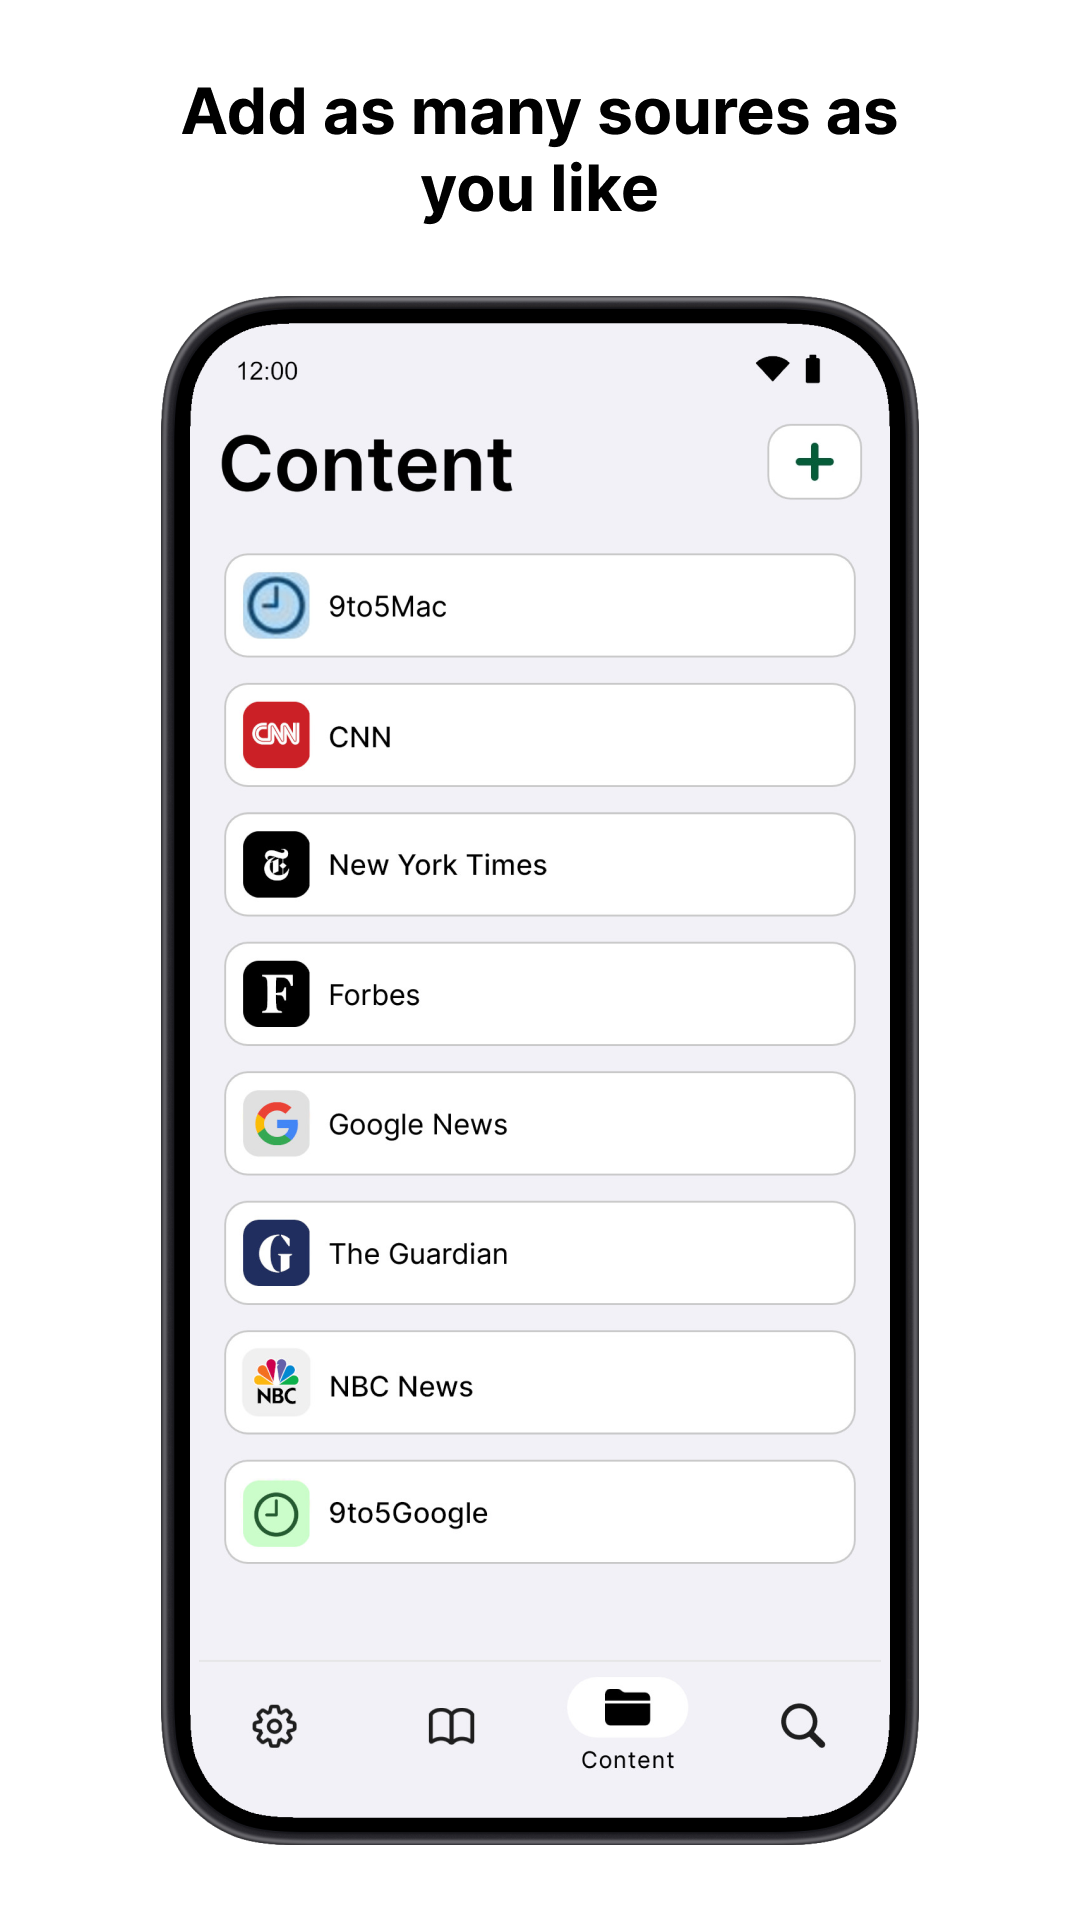 Add as many soures as
you like
12:00
Content
9to5Mac
CNN
CNN
New York Times
F
Forbes
G
Google News
G
The Guardian
NBC
NBC News
9to5Google
Content